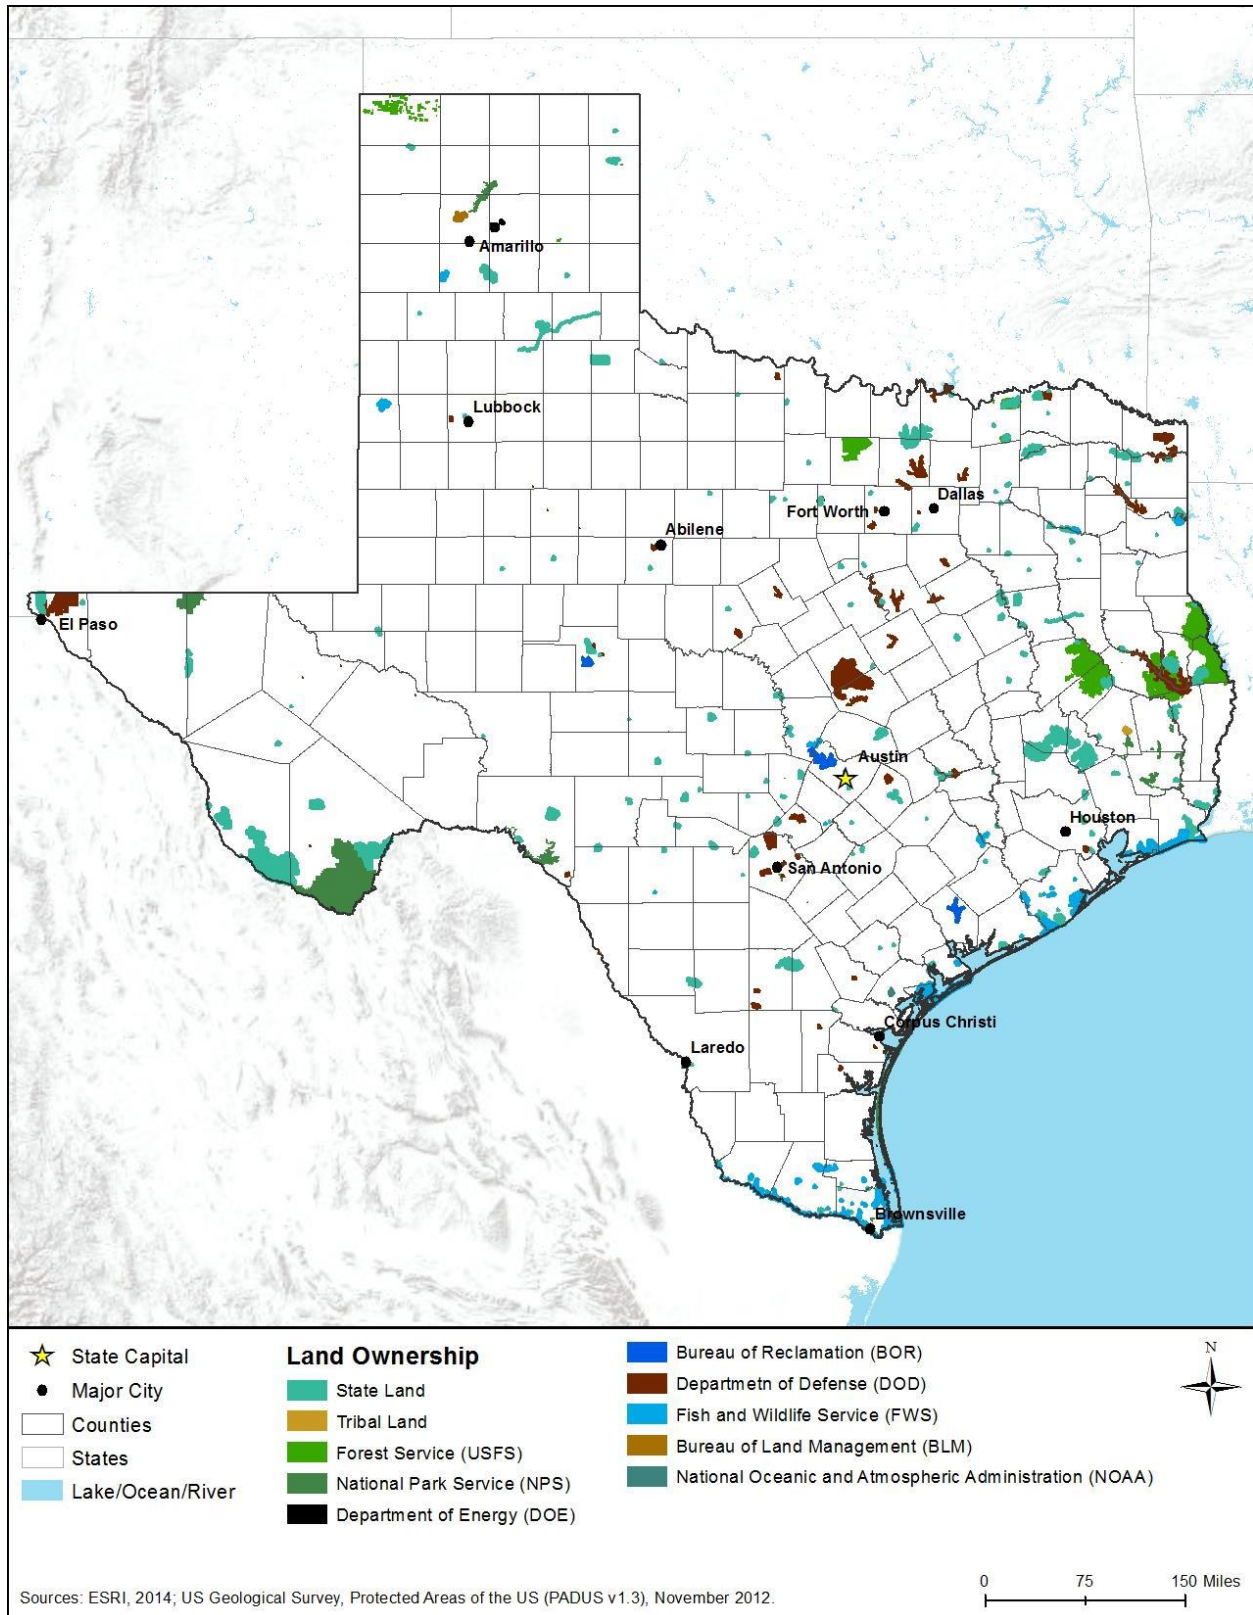 Amarillo
Lubbock
Dallas
Fort Worth
Abilene
El Paso
Austin
Houston
San Antonio
Corpus Christi
Laredo
Brownsville
State Capital
Major City
Counties
States
Lake/Ocean/River
Land Ownership
State Land
Tribal Land
Forest Service (USFS)
National Park Service (NPS)
Department of Energy (DOE)
Bureau of Reclamation (BOR)
Departmetn of Defense (DOD)
Fish and Wildlife Service (FWS)
Bureau of Land Management (BLM)
National Oceanic and Atmospheric Administration (NOAA)
N
0 75 150 Miles
Sources: ESRI, 2014; US Geological Survey, Protected Areas of the US (PADUS v1.3), November 2012.